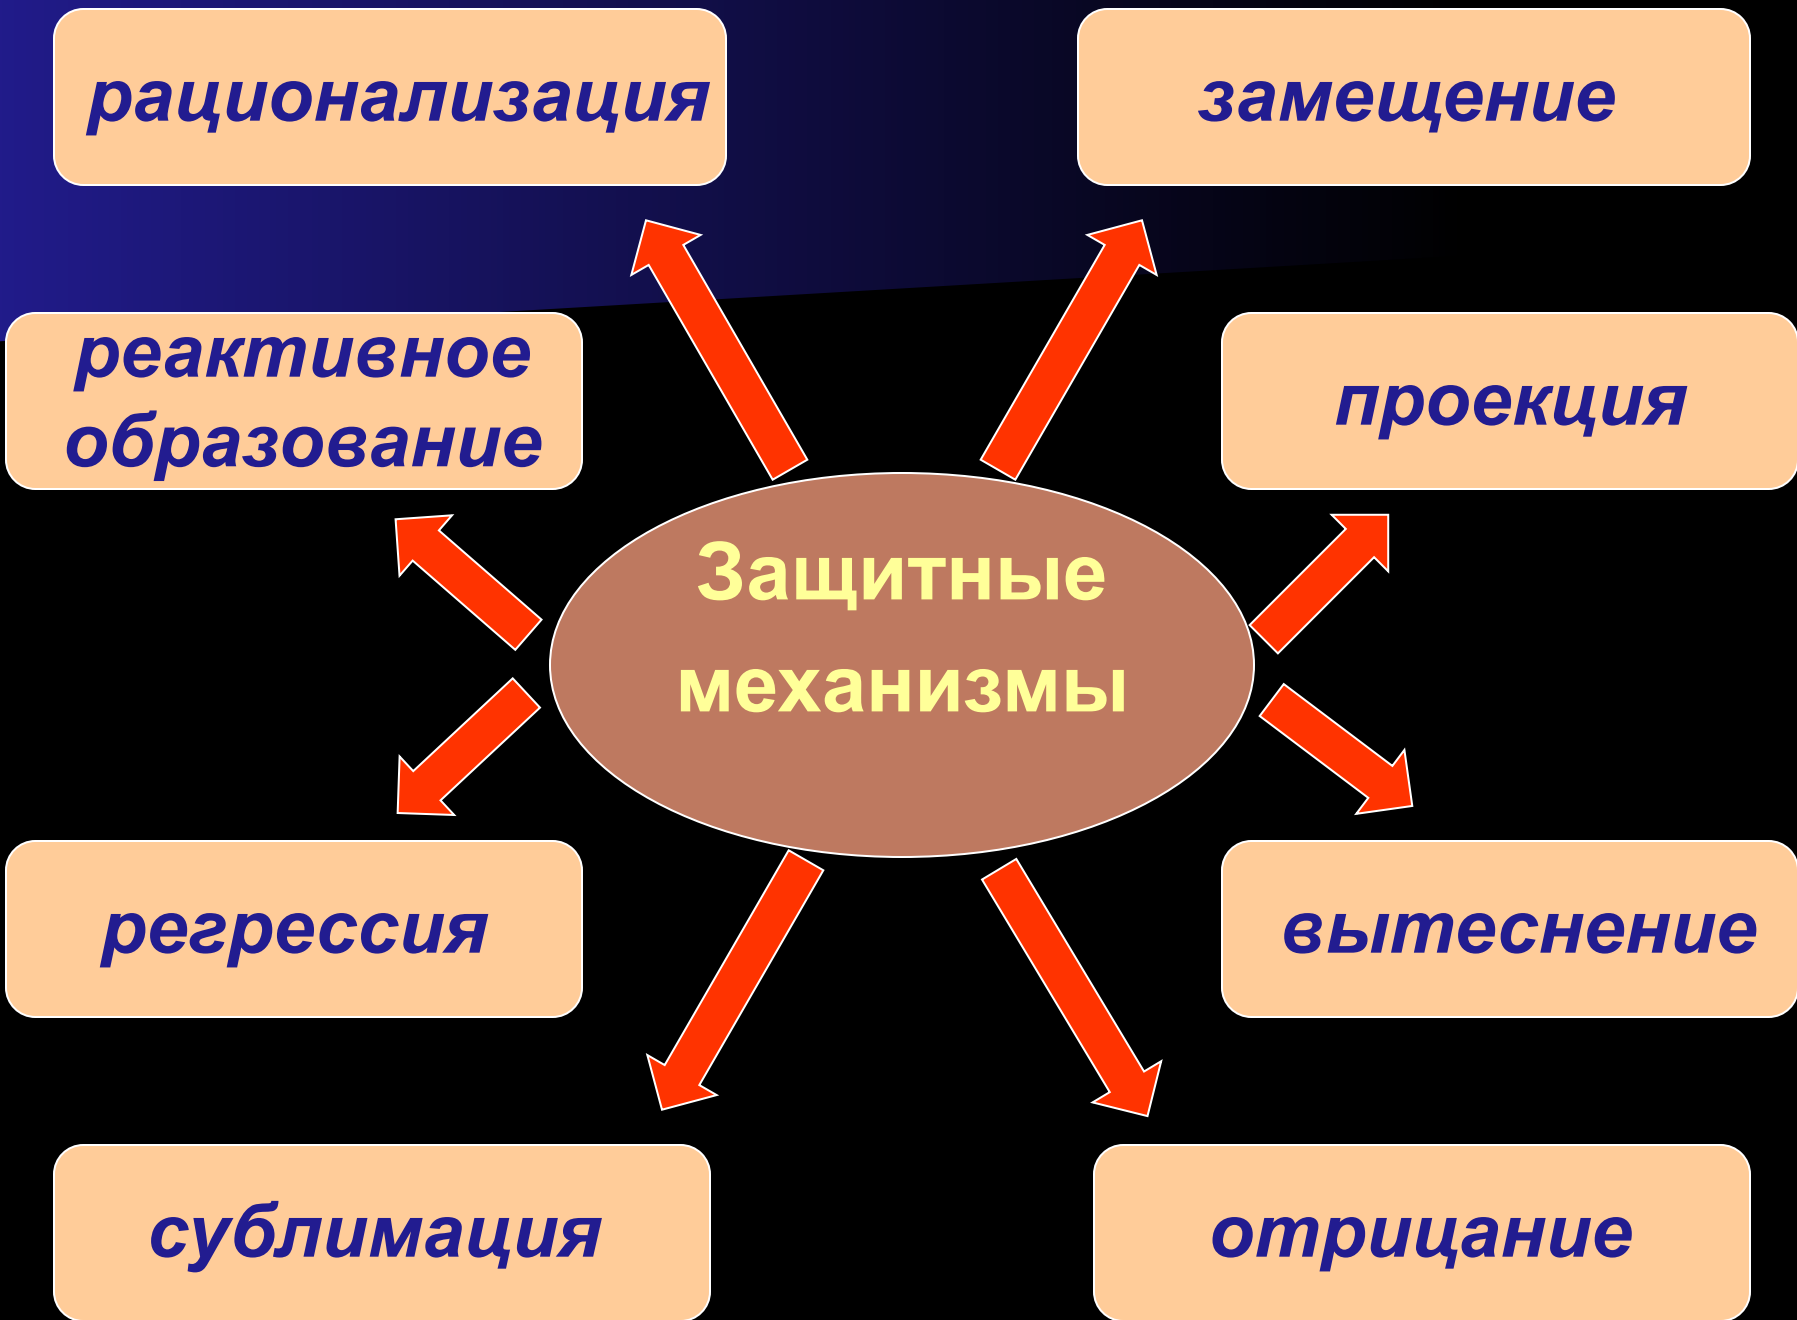 рационализация
замещение
реактивное
образование
проекция
Защитные
механизмы
регрессия
вытеснение
сублимация
отрицание